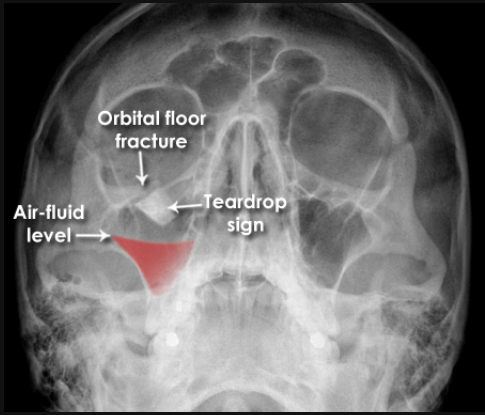 Orbital floor
fracture
Teardrop
sign
Air-fluid
level